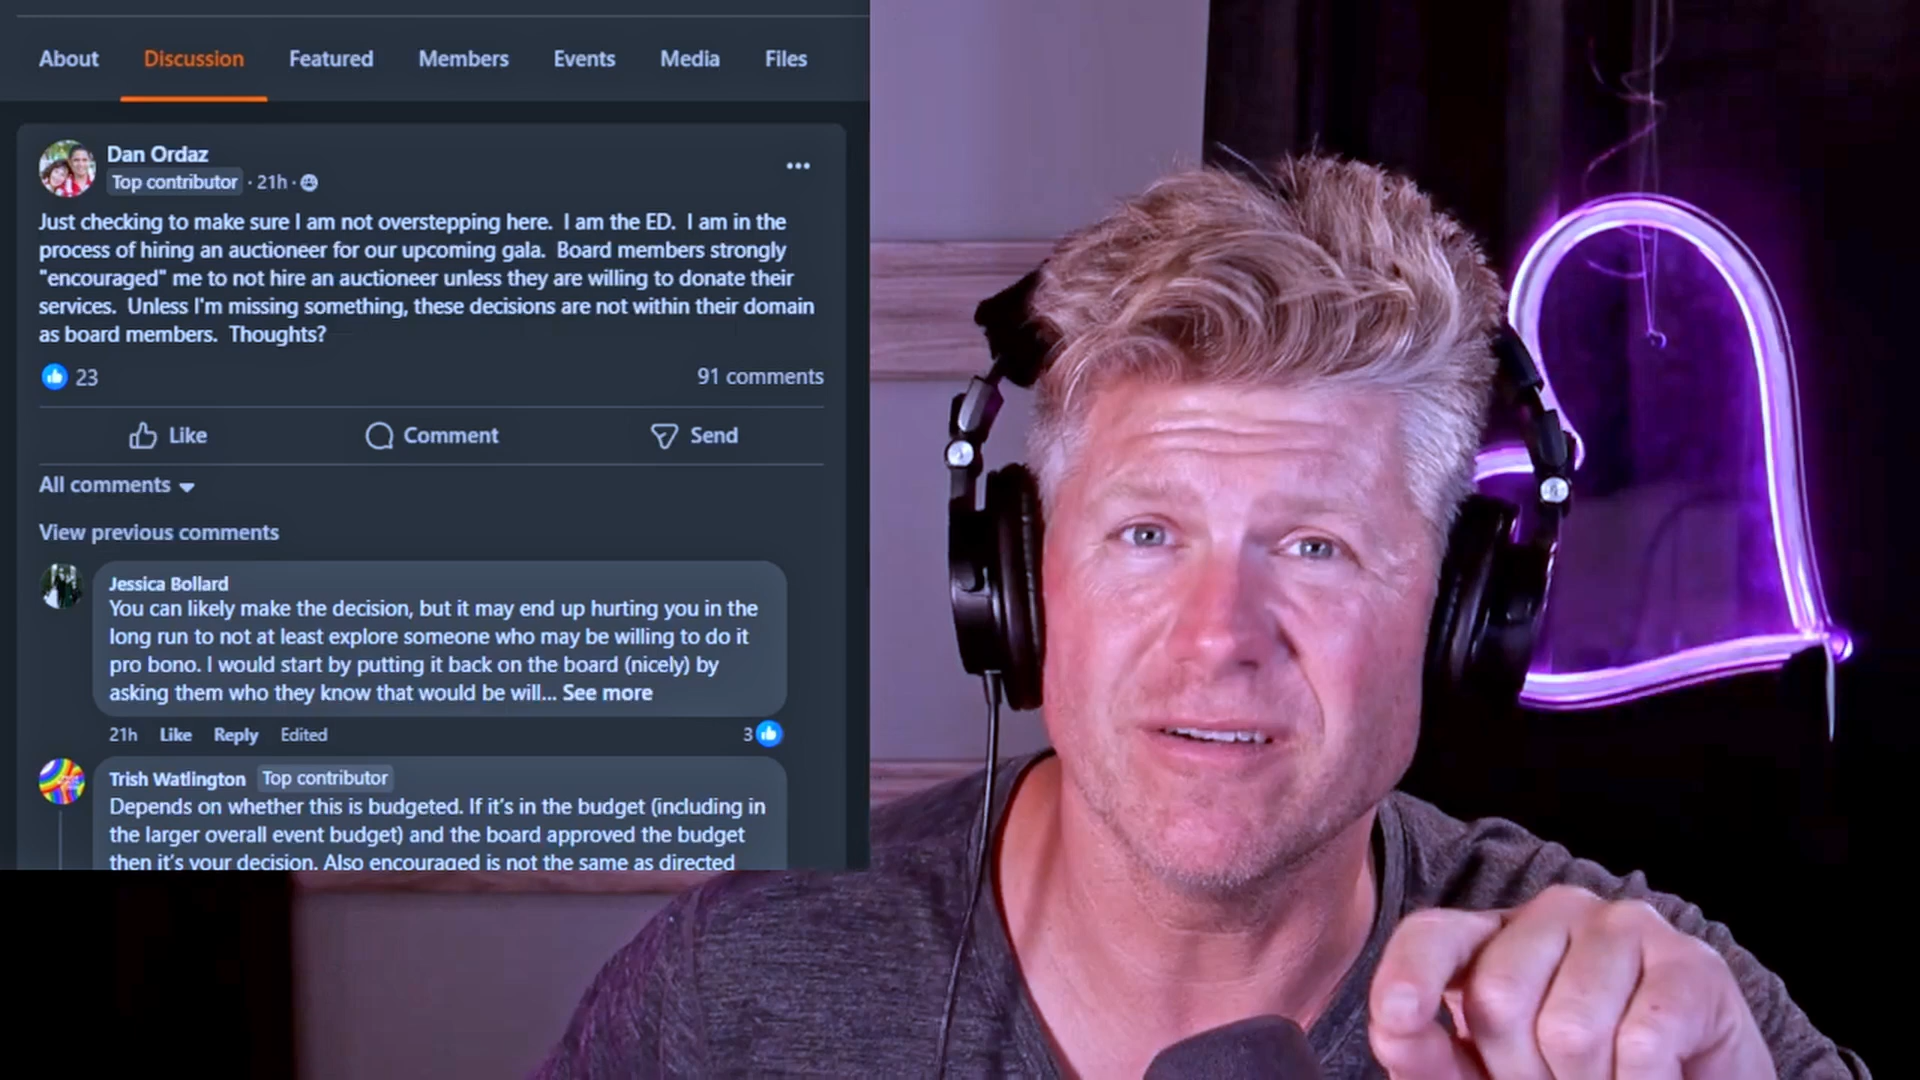 About Discussion Featured Members Events Media Files
Dan Ordaz
Top contributor · 21h ·
Just checking to make sure I am not overstepping here. I am the ED. I am in the
process of hiring an auctioneer for our upcoming gala. Board members strongly
"encouraged" me to not hire an auctioneer unless they are willing to donate their
services. Unless I'm missing something, these decisions are not within their domain
as board members. Thoughts?
23 91 comments
Like Comment Send
All comments
View previous comments
Jessica Bollard
You can likely make the decision, but it may end up hurting you in the
long run to not at least explore someone who may be willing to do it
pro bono. I would start by putting it back on the board (nicely) by
asking them who they know that would be will... See more
21h Like Reply Edited 3
Trish Watlington Top contributor
Depends on whether this is budgeted. If it's in the budget (including in
the larger overall event budget) and the board approved the budget
then it's your decision. Also encouraged is not the same as directed